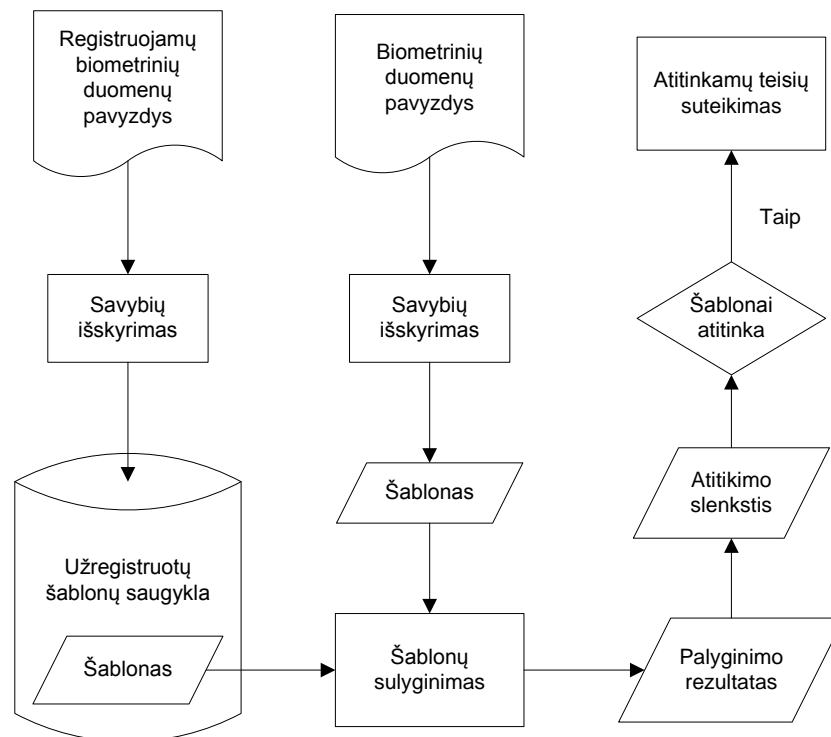 Registruojamų
biometrinių
duomenų
pavyzdys
Savybių
išskyrimas
Užregistruotų
šablonų saugykla
Šablonas
Biometrinių
duomenų
pavyzdys
Savybių
išskyrimas
Šablonas
Šablonų
sulyginimas
Palyginimo
rezultatas
Atitikimo
slenkstis
Šablonai
atitinka
Taip
Atitinkamų teisių
suteikimas